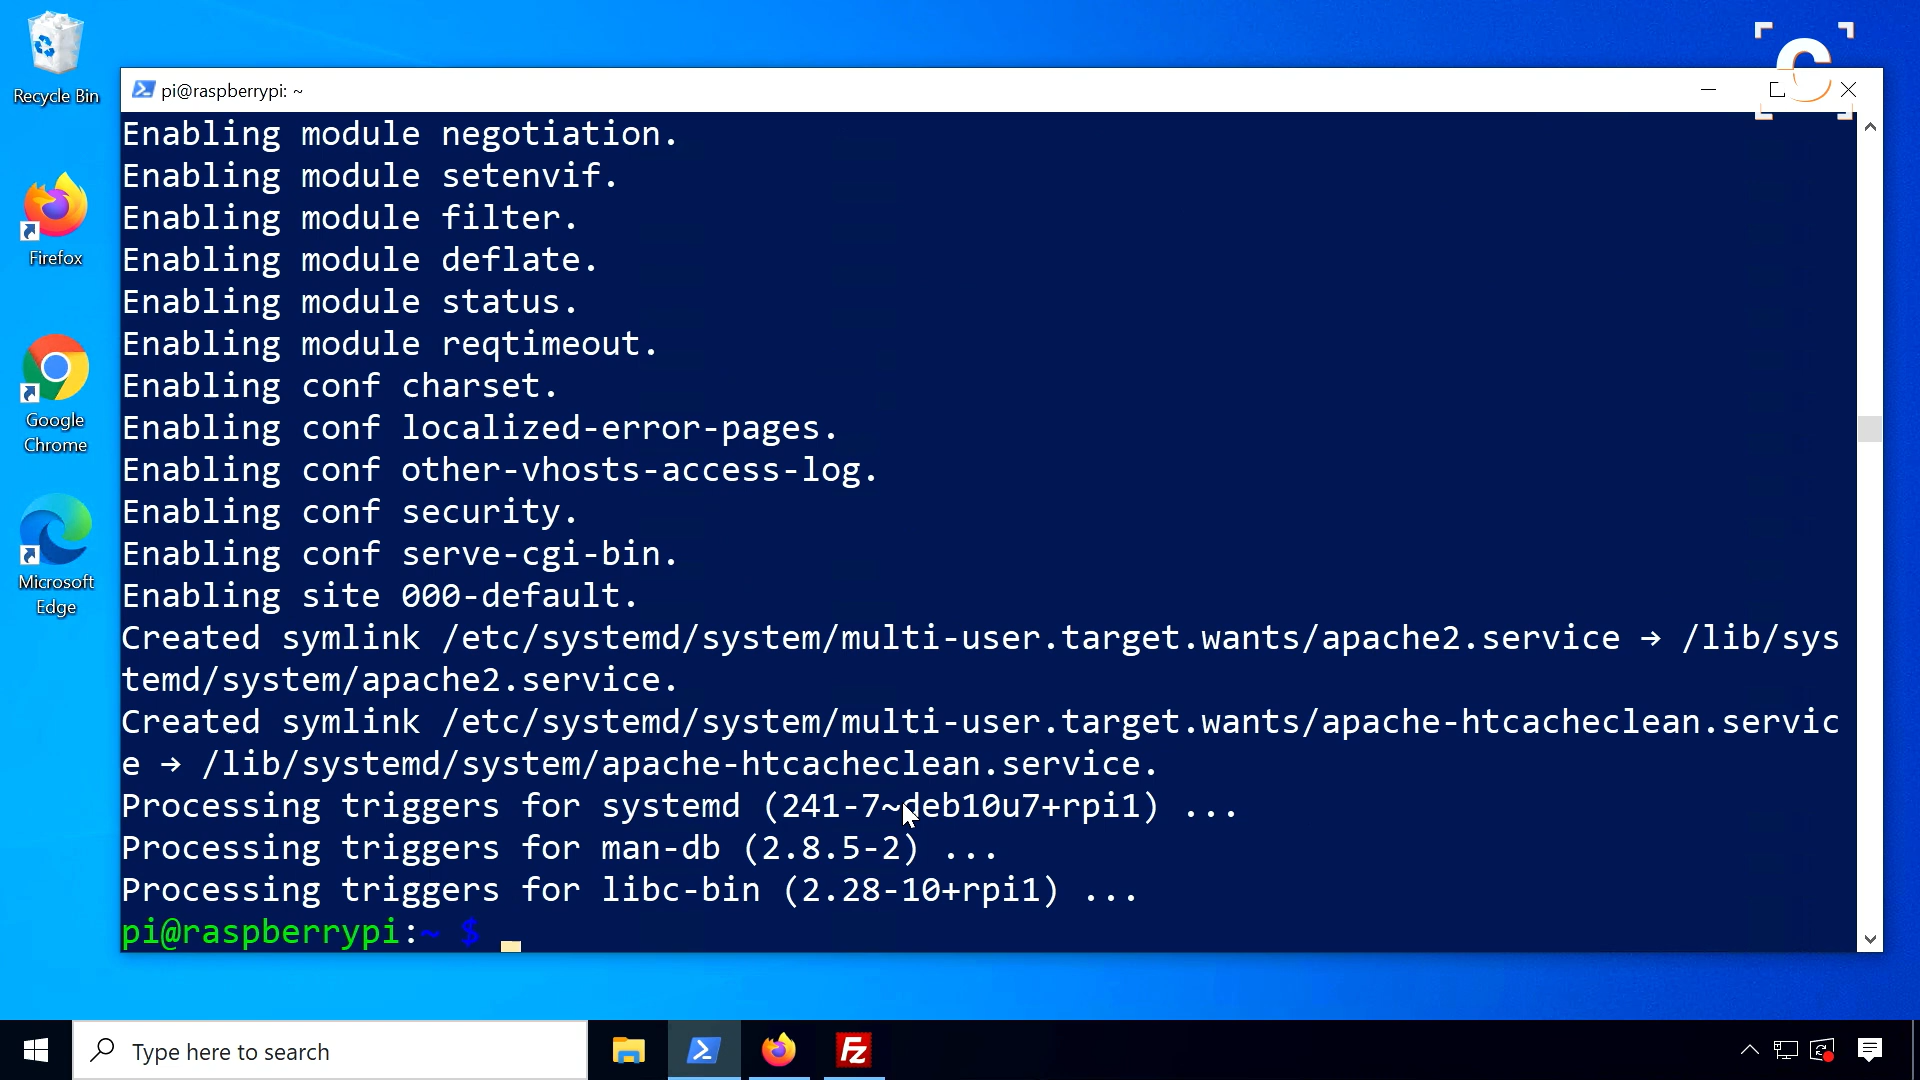 Recycle Bin
Firefox
Google
Chrome
Microsoft
Edge
C
pi@raspberrypi: ~
Enabling module negotiation.
Enabling module setenvif.
Enabling module filter.
Enabling module deflate.
Enabling module status.
Enabling module reqtimeout.
Enabling conf charset.
Enabling conf localized-error-pages.
Enabling conf other-vhosts-access-log.
Enabling conf security.
Enabling conf serve-cgi-bin.
Enabling site 000-default.
Created symlink /etc/systemd/system/multi-user.target.wants/apache2.service → /lib/sys
temd/system/apache2.service.
Created symlink /etc/systemd/system/multi-user.target.wants/apache-htcacheclean.servic
e → /lib/systemd/system/apache-htcacheclean.service.
Processing triggers for systemd (241-7~deb10u7+rpi1) ...
Processing triggers for man-db (2.8.5-2) ...
Processing triggers for libc-bin (2.28-10+rpi1) ...
pi@raspberrypi:~ $
Type here to search
Fz